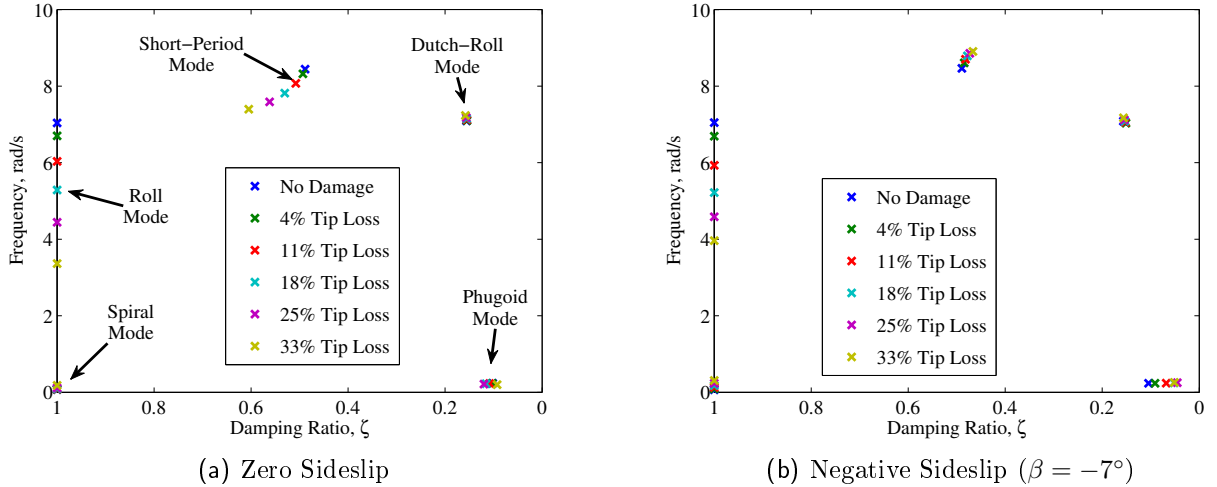 10
8
6
4
2
0
Frequency, rad/s
1
0.8
0.6
0.4
0.2
0
Damping Ratio, ζ
Short−Period
Mode
Dutch−Roll
Mode
Roll
Mode
Spiral
Mode
Phugoid
Mode
No Damage
4% Tip Loss
11% Tip Loss
18% Tip Loss
25% Tip Loss
33% Tip Loss
(a) Zero Sideslip
10
8
6
4
2
0
Frequency, rad/s
1
0.8
0.6
0.4
0.2
0
Damping Ratio, ζ
No Damage
4% Tip Loss
11% Tip Loss
18% Tip Loss
25% Tip Loss
33% Tip Loss
(b) Negative Sideslip (β = −7°)